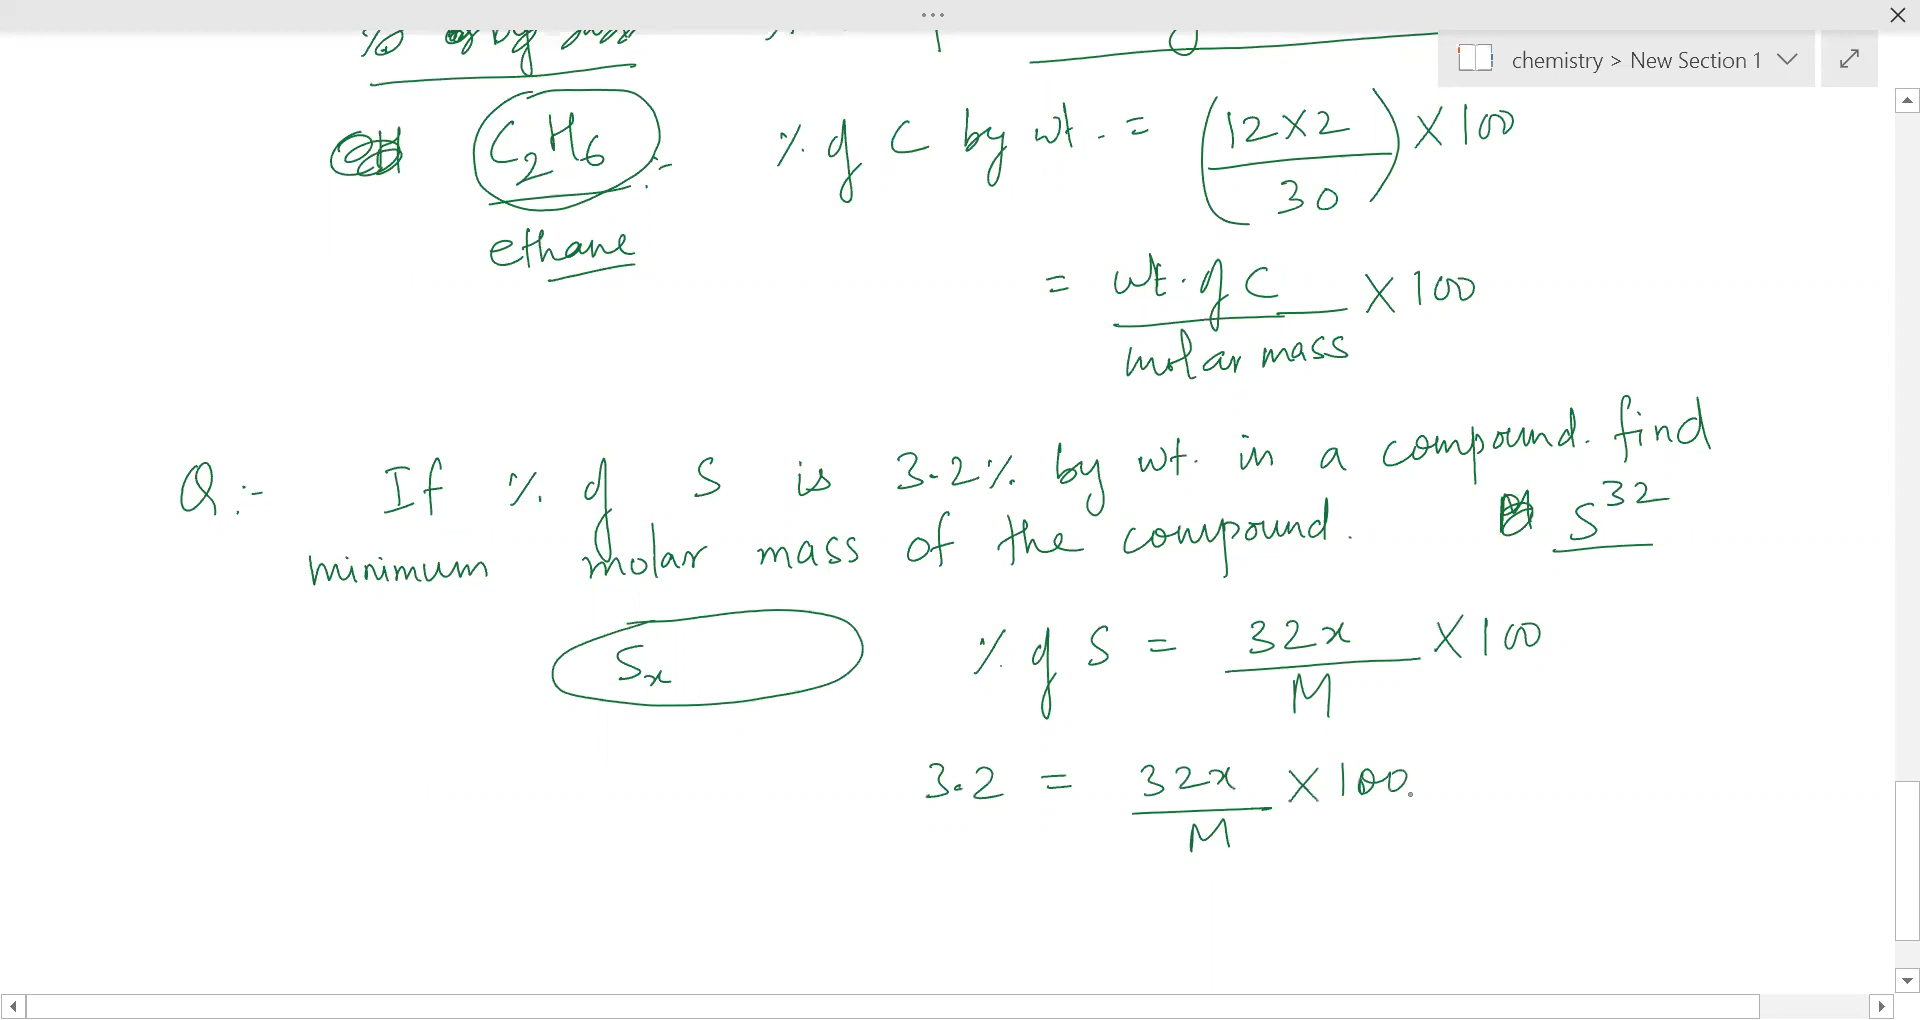 chemistry > New Section 1
% by mass
C₂H₆ :- % of C by wt. = (12×2 / 30) × 100
ethane
= wt. of C / molar mass × 100
Q:- If % of S is 3.2% by wt. in a compound. find
minimum molar mass of the compound. S³²
Sₓ % of S = 32x / M × 100
3.2 = 32x / M × 100.